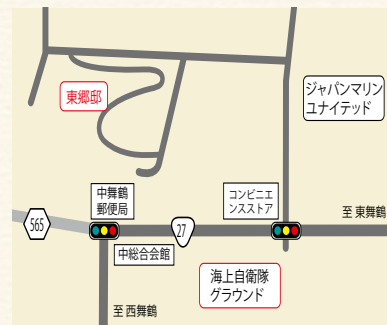 東郷邸
ジャパンマリン
ユナイテッド
中舞鶴
郵便局
コンビニエ
ンスストア
至 東舞鶴
565
27
中総合会館
海上自衛隊
グラウンド
至 西舞鶴